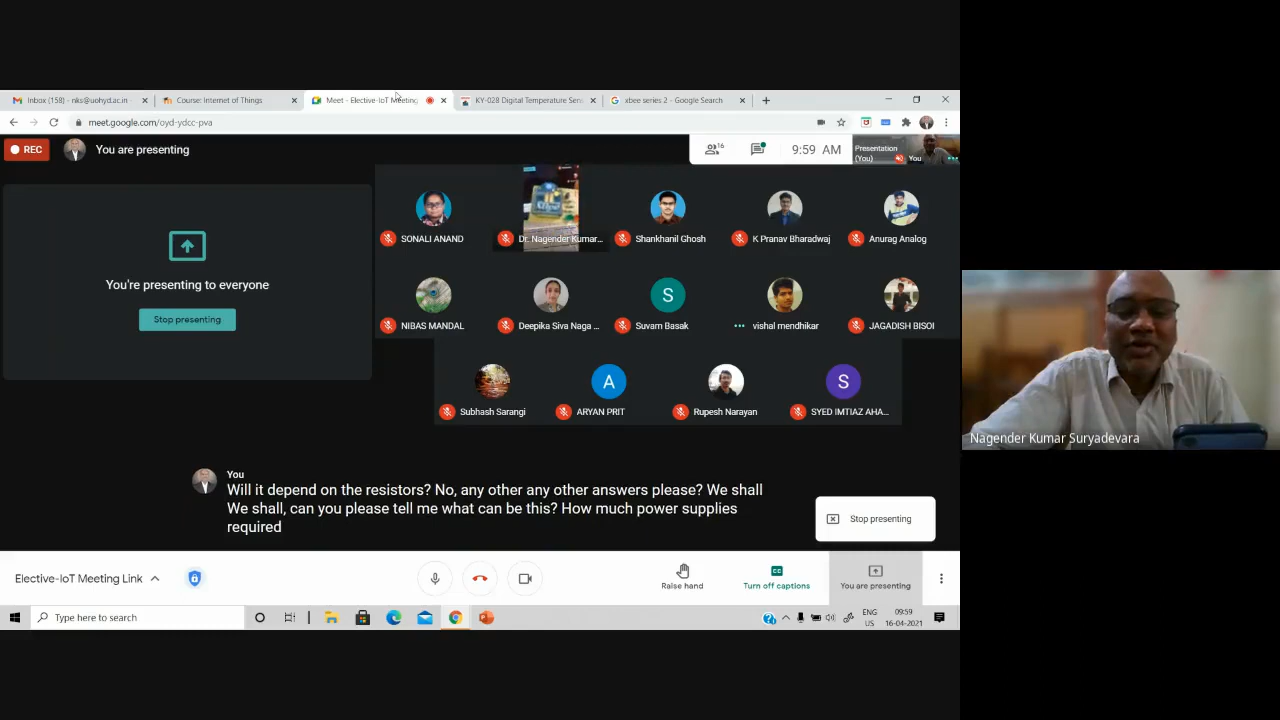 Inbox (158) - nks@uohyd.ac.in -
Course: Internet of Things
Meet - Elective-IoT Meeting
KY-028 Digital Temperature Sens
xbee series 2 - Google Search
meet.google.com/oyd-ydcc-pva
REC
You are presenting
16
9:59 AM
Presentation
(You)
You
You're presenting to everyone
Stop presenting
SONALI ANAND
Dr. Nagender Kumar...
Shankhanil Ghosh
K Pranav Bharadwaj
Anurag Analog
NIBAS MANDAL
Deepika Siva Naga ...
S
Suvam Basak
vishal mendhikar
JAGADISH BISOI
Subhash Sarangi
A
ARYAN PRIT
Rupesh Narayan
S
SYED IMTIAZ AHA...
Nagender Kumar Suryadevara
You
Will it depend on the resistors? No, any other any other answers please? We shall
We shall, can you please tell me what can be this? How much power supplies
required
Stop presenting
Elective-IoT Meeting Link
Raise hand
CC
Turn off captions
You are presenting
Type here to search
ENG
US
09:59
16-04-2021